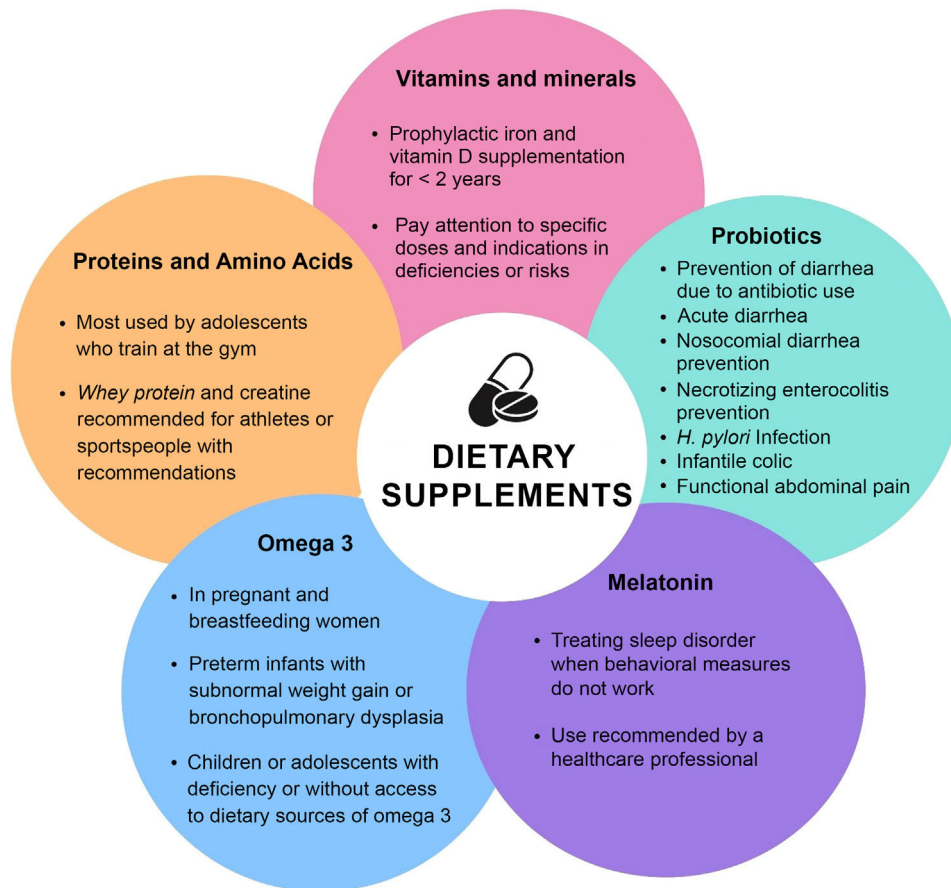 Vitamins and minerals
• Prophylactic iron and
vitamin D supplementation
for < 2 years
• Pay attention to specific
doses and indications in
deficiencies or risks
Probiotics
• Prevention of diarrhea
due to antibiotic use
• Acute diarrhea
• Nosocomial diarrhea
prevention
• Necrotizing enterocolitis
prevention
• H. pylori Infection
• Infantile colic
• Functional abdominal pain
Proteins and Amino Acids
• Most used by adolescents
who train at the gym
• Whey protein and creatine
recommended for athletes or
sportspeople with
recommendations
DIETARY
SUPPLEMENTS
Omega 3
• In pregnant and
breastfeeding women
• Preterm infants with
subnormal weight gain or
bronchopulmonary dysplasia
• Children or adolescents with
deficiency or without access
to dietary sources of omega 3
Melatonin
• Treating sleep disorder
when behavioral measures
do not work
• Use recommended by a
healthcare professional